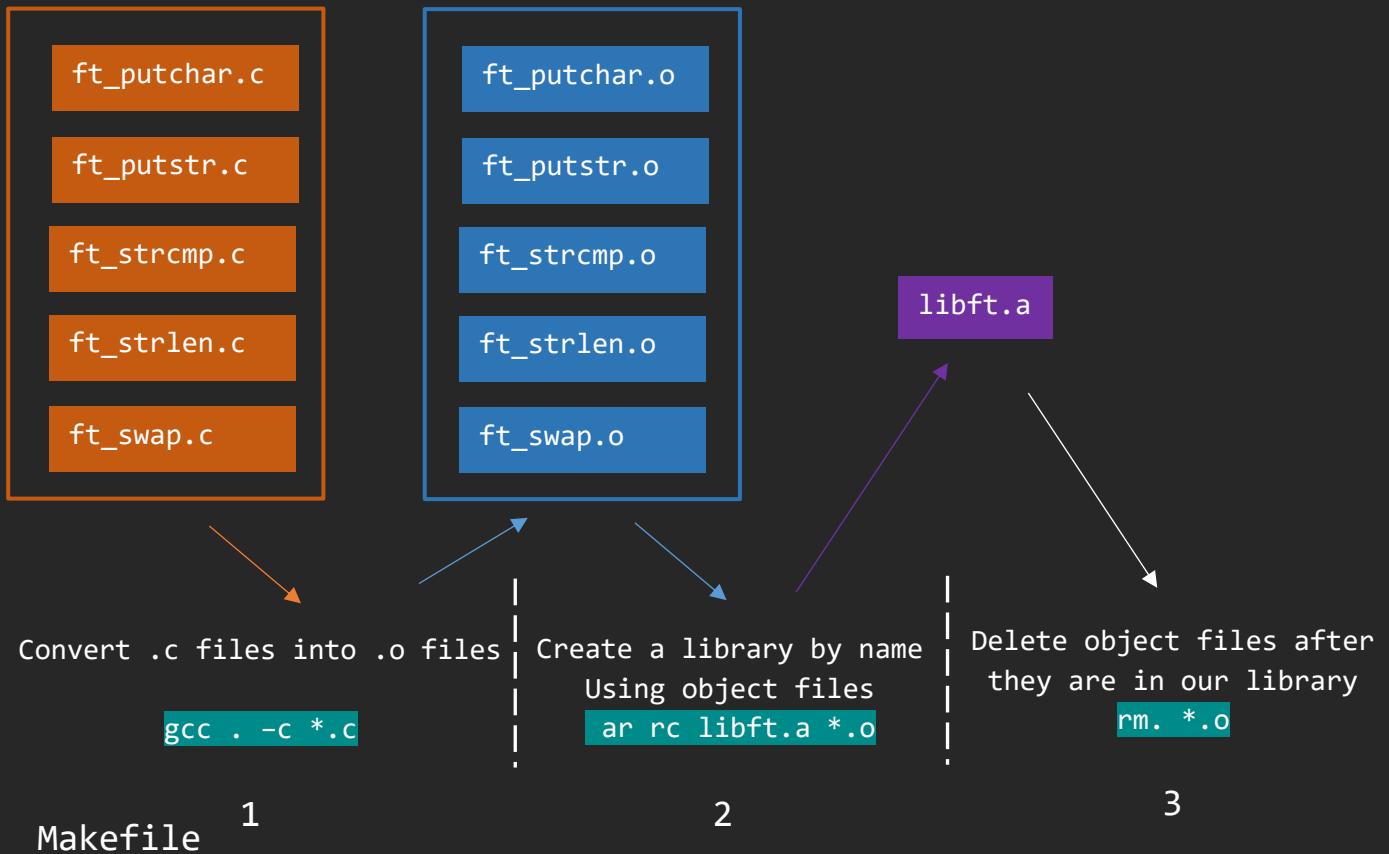 ft_putchar.c
ft_putstr.c
ft_strcmp.c
ft_strlen.c
ft_swap.c
ft_putchar.o
ft_putstr.o
ft_strcmp.o
ft_strlen.o
ft_swap.o
libft.a
Convert .c files into .o files
gcc . –c *.c
1
Create a library by name
Using object files
ar rc libft.a *.o
2
Delete object files after
they are in our library
rm. *.o
3
Makefile